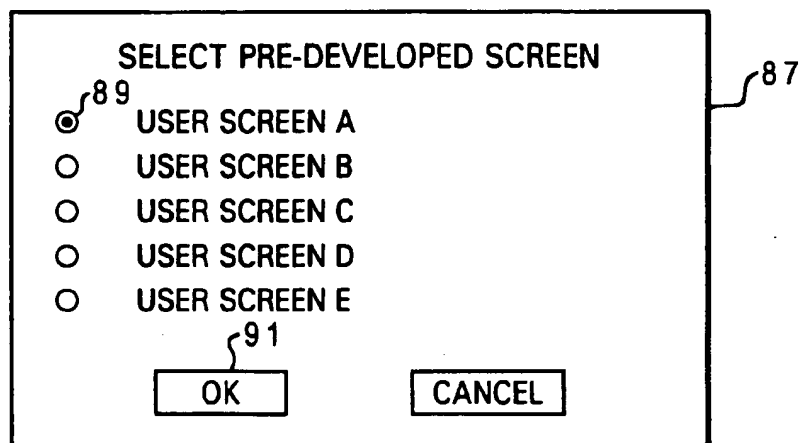 SELECT PRE-DEVELOPED SCREEN
87
89
USER SCREEN A
USER SCREEN B
USER SCREEN C
USER SCREEN D
USER SCREEN E
91
OK CANCEL